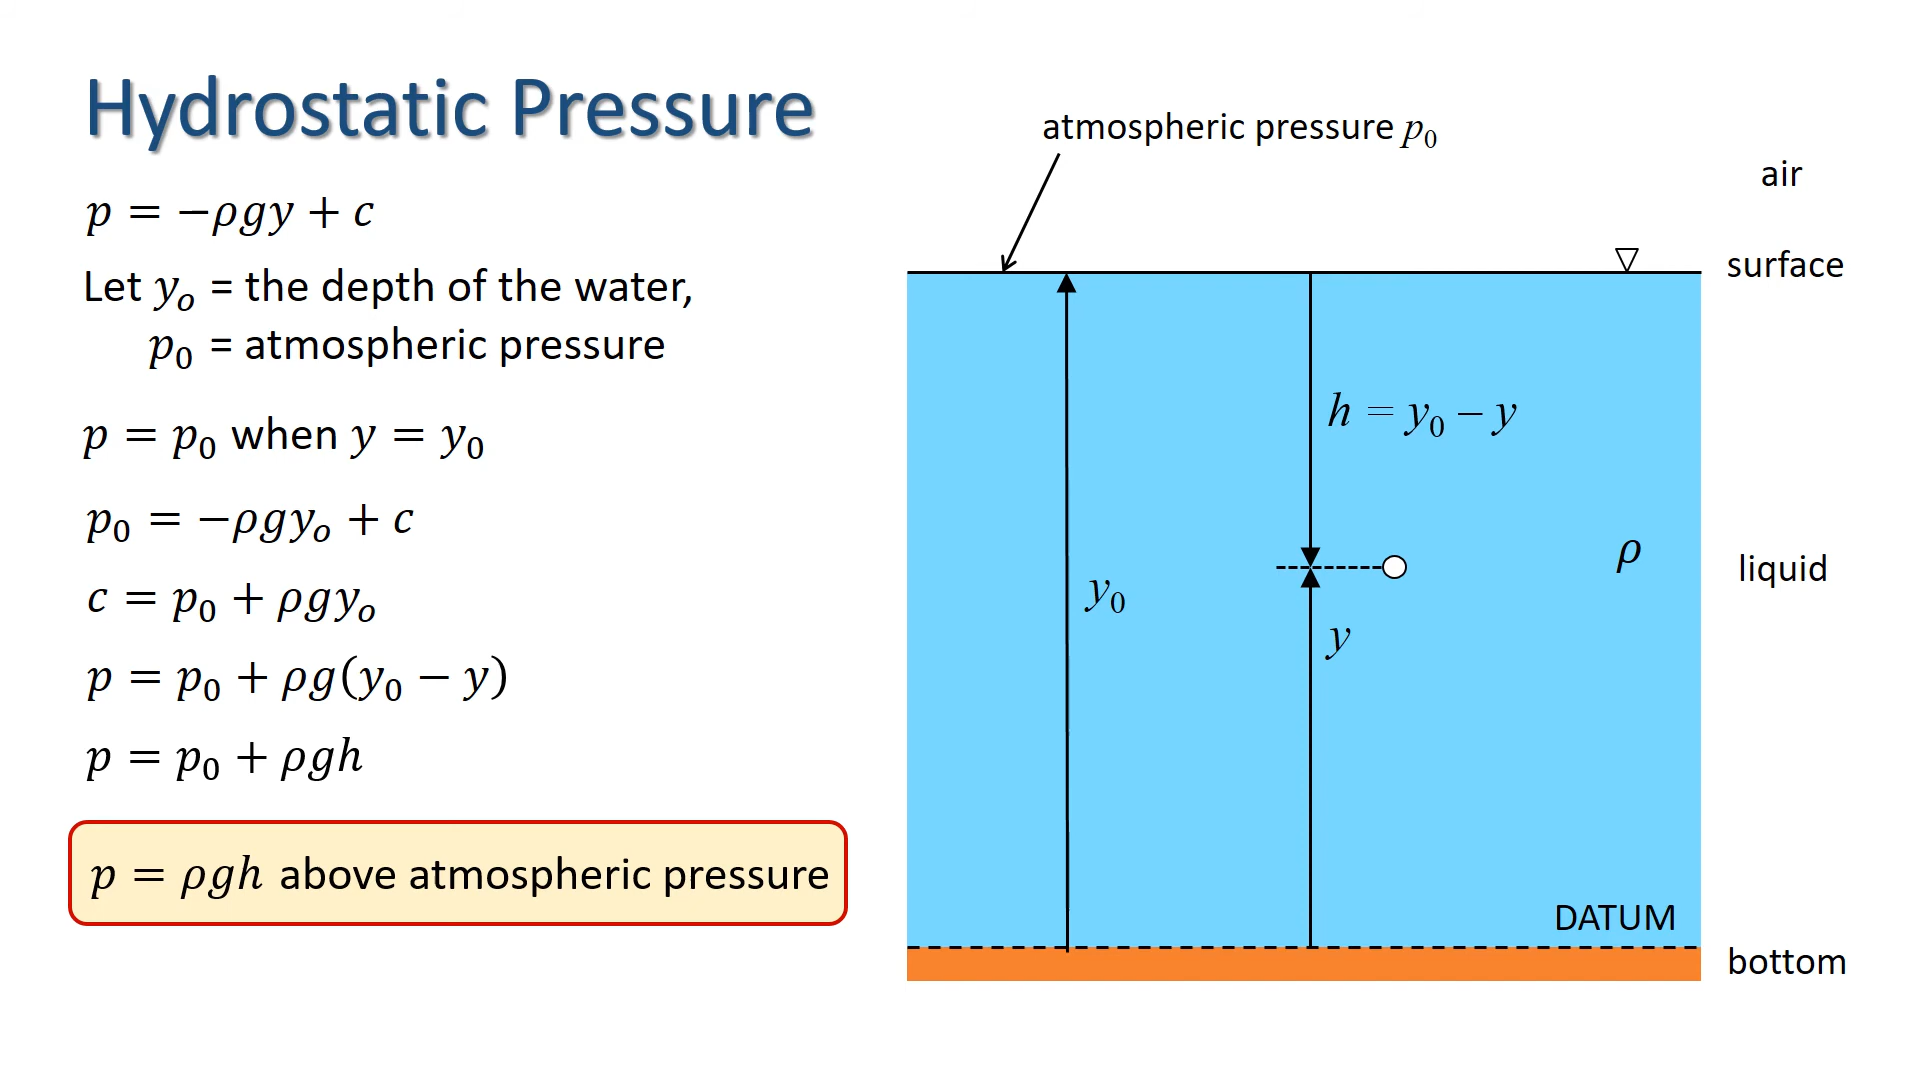 Hydrostatic Pressure
p = −ρgy + c
Let yₒ = the depth of the water,
p₀ = atmospheric pressure
p = p₀ when y = y₀
p₀ = −ρgyₒ + c
c = p₀ + ρgyₒ
p = p₀ + ρg(y₀ − y)
p = p₀ + ρgh
p = ρgh above atmospheric pressure
atmospheric pressure p₀
air
surface
h = y₀ − y
ρ
liquid
y₀
y
DATUM
bottom